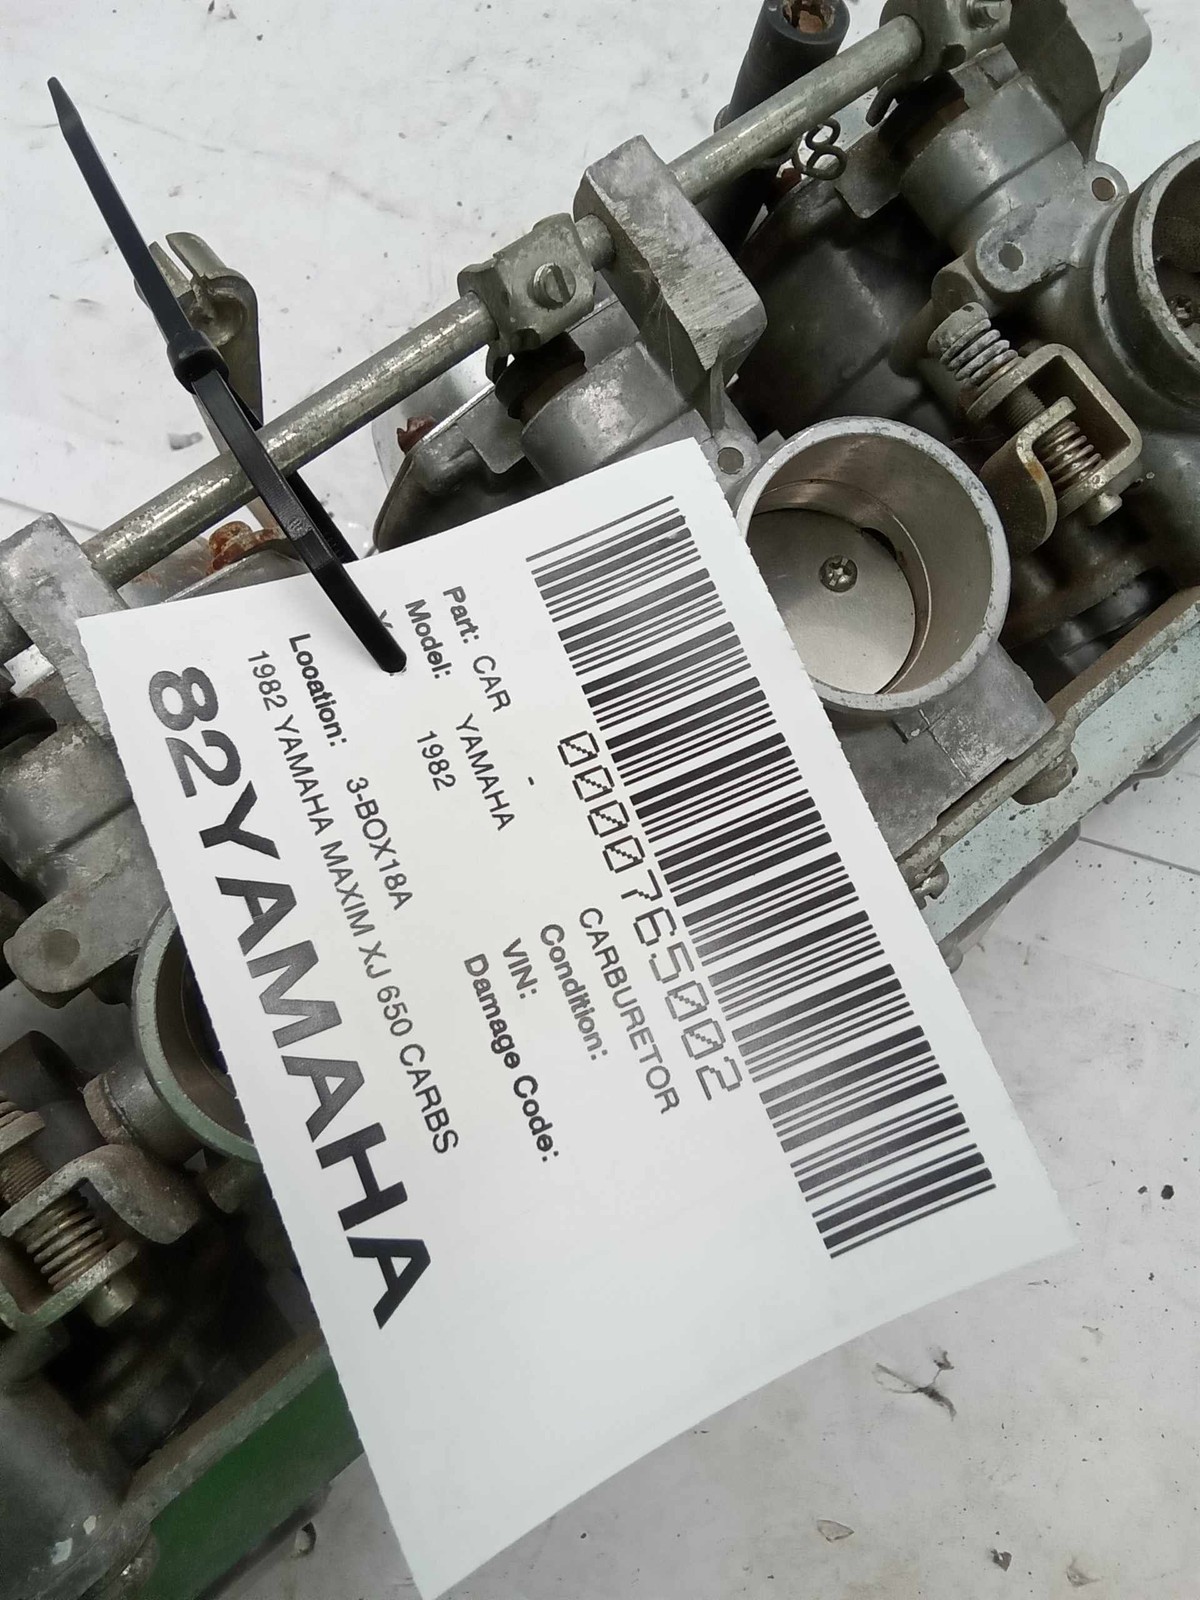 0000765002
Part: CAR - CARBURETOR
Model: YAMAHA Condition:
1982 VIN:
Damage Code:
Location: 3-BOX18A
1982 YAMAHA MAXIM XJ 650 CARBS
82YAMAHA